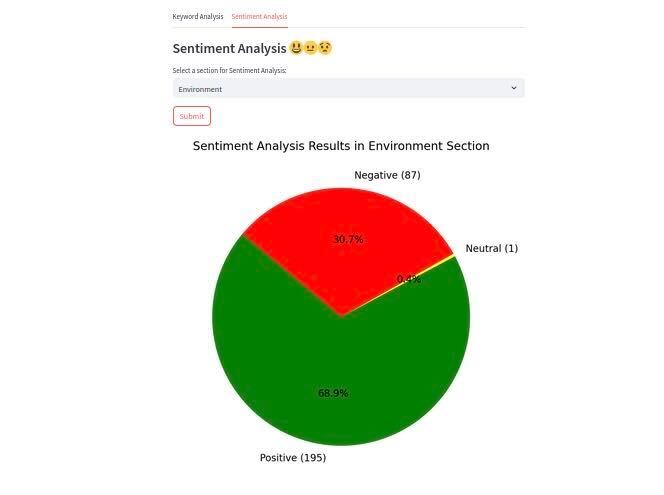 Keyword Analysis Sentiment Analysis
Sentiment Analysis 😃😐😟
Select a section for Sentiment Analysis:
Environment
Submit
Sentiment Analysis Results in Environment Section
Negative (87)
30.7%
Neutral (1)
0.4%
68.9%
Positive (195)